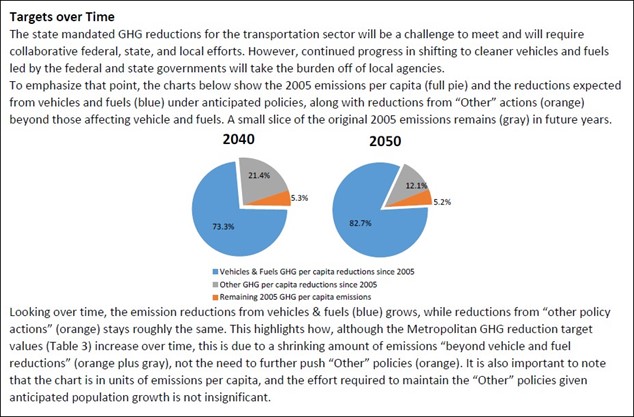 Targets over Time
The state mandated GHG reductions for the transportation sector will be a challenge to meet and will require
collaborative federal, state, and local efforts. However, continued progress in shifting to cleaner vehicles and fuels
led by the federal and state governments will take the burden off of local agencies.
To emphasize that point, the charts below show the 2005 emissions per capita (full pie) and the reductions expected
from vehicles and fuels (blue) under anticipated policies, along with reductions from “Other” actions (orange)
beyond those affecting vehicle and fuels. A small slice of the original 2005 emissions remains (gray) in future years.
2040
21.4%
5.3%
73.3%
2050
12.1%
5.2%
82.7%
Vehicles & Fuels GHG per capita reductions since 2005
Other GHG per capita reductions since 2005
Remaining 2005 GHG per capita emissions
Looking over time, the emission reductions from vehicles & fuels (blue) grows, while reductions from “other policy
actions” (orange) stays roughly the same. This highlights how, although the Metropolitan GHG reduction target
values (Table 3) increase over time, this is due to a shrinking amount of emissions “beyond vehicle and fuel
reductions” (orange plus gray), not the need to further push “Other” policies (orange). It is also important to note
that the chart is in units of emissions per capita, and the effort required to maintain the “Other” policies given
anticipated population growth is not insignificant.